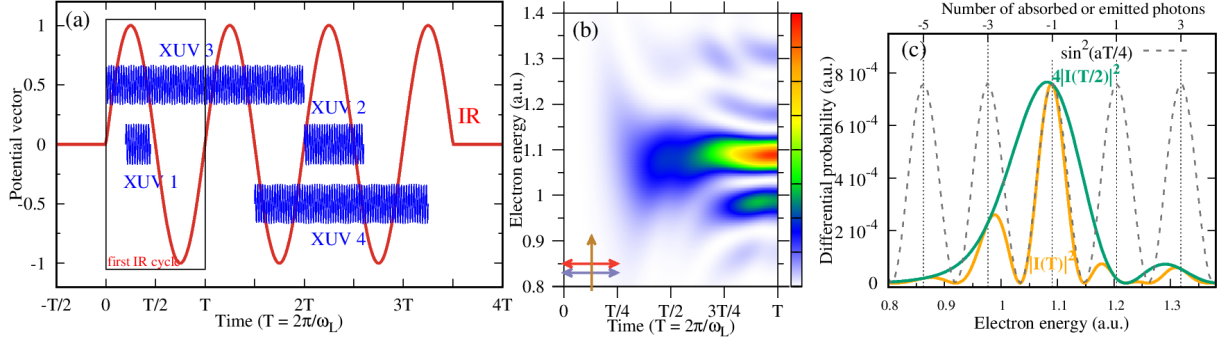 (a)
XUV 3
XUV 2
XUV 1
XUV 4
IR
first IR cycle
Potential vector
1
0.5
0
-0.5
-1
-T/2
0
T/2
T
2T
3T
4T
Time (T = 2π/ω_L)
(b)
Electron energy (a.u.)
1.4
1.3
1.2
1.1
1
0.9
0.8
0
T/4
T/2
3T/4
T
Time (T = 2π/ω_L)
Number of absorbed or emitted photons
-5
-3
-1
1
3
(c)
sin²(aT/4)
4|I(T/2)|²
|I(T)|²
Differential probability (a.u.)
8 10⁻⁴
6 10⁻⁴
4 10⁻⁴
2 10⁻⁴
0
0.8
0.9
1
1.1
1.2
1.3
Electron energy (a.u.)